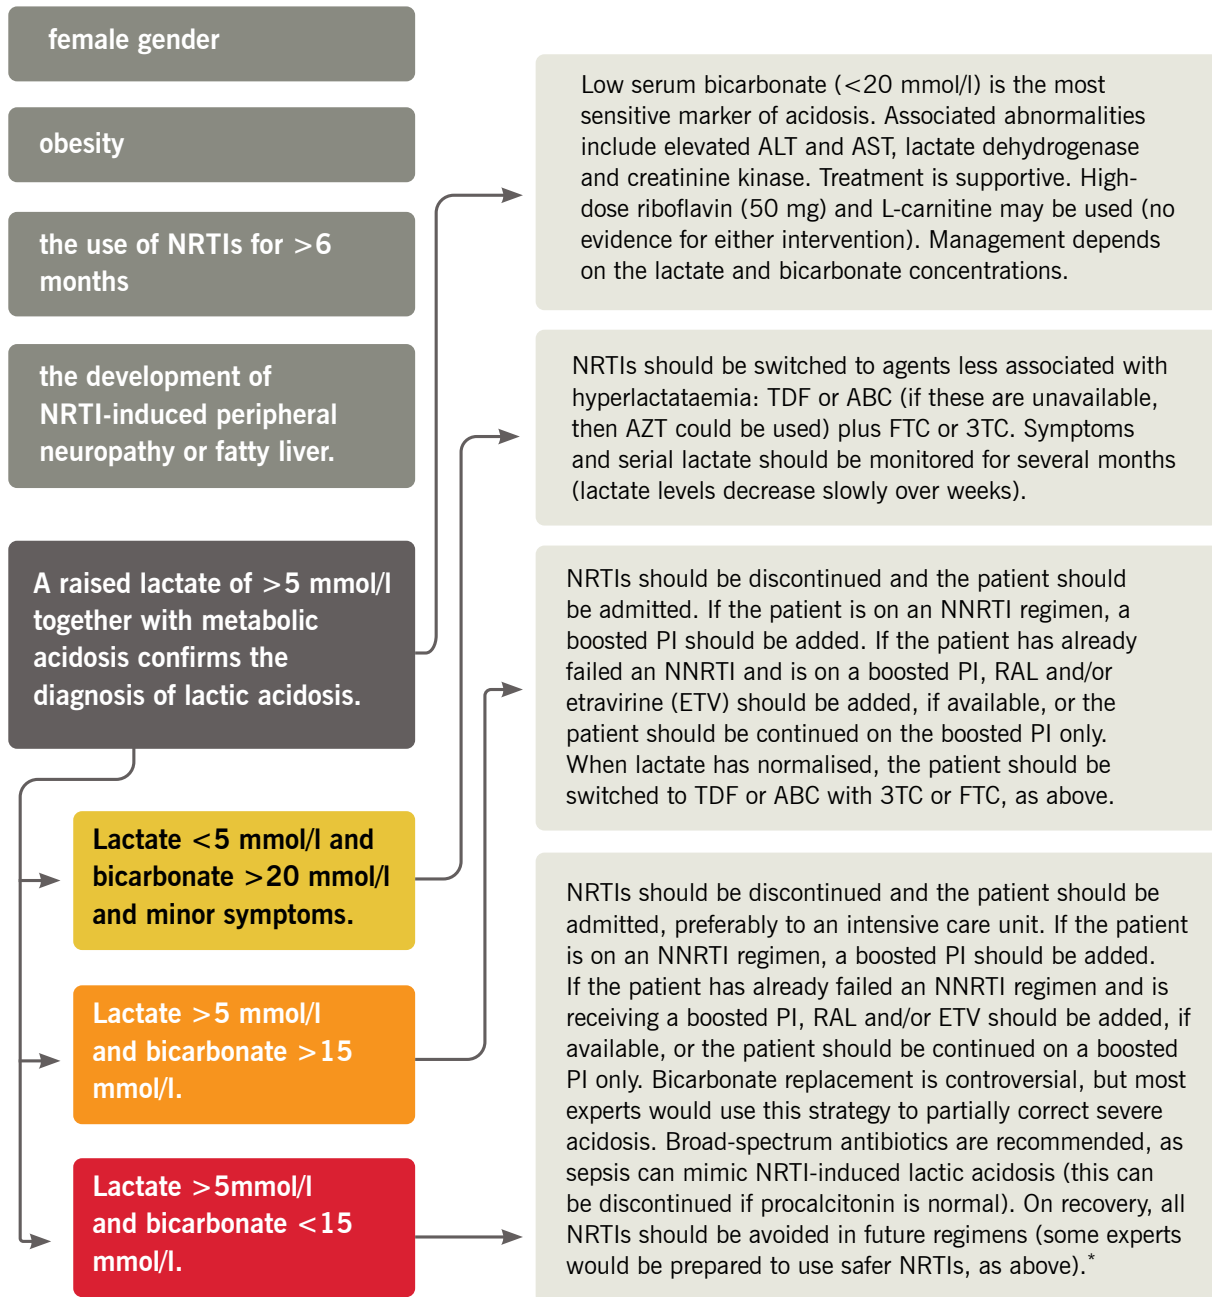 female gender
obesity
the use of NRTIs for >6
months
the development of
NRTI-induced peripheral
neuropathy or fatty liver.
A raised lactate of >5 mmol/l
together with metabolic
acidosis confirms the
diagnosis of lactic acidosis.
Low serum bicarbonate (<20 mmol/l) is the most
sensitive marker of acidosis. Associated abnormalities
include elevated ALT and AST, lactate dehydrogenase
and creatinine kinase. Treatment is supportive. High-
dose riboflavin (50 mg) and L-carnitine may be used (no
evidence for either intervention). Management depends
on the lactate and bicarbonate concentrations.
Lactate <5 mmol/l and
bicarbonate >20 mmol/l
and minor symptoms.
NRTIs should be switched to agents less associated with
hyperlactataemia: TDF or ABC (if these are unavailable,
then AZT could be used) plus FTC or 3TC. Symptoms
and serial lactate should be monitored for several months
(lactate levels decrease slowly over weeks).
Lactate >5 mmol/l
and bicarbonate >15
mmol/l.
NRTIs should be discontinued and the patient should
be admitted. If the patient is on an NNRTI regimen, a
boosted PI should be added. If the patient has already
failed an NNRTI and is on a boosted PI, RAL and/or
etravirine (ETV) should be added, if available, or the
patient should be continued on the boosted PI only.
When lactate has normalised, the patient should be
switched to TDF or ABC with 3TC or FTC, as above.
Lactate >5mmol/l
and bicarbonate <15
mmol/l.
NRTIs should be discontinued and the patient should be
admitted, preferably to an intensive care unit. If the patient
is on an NNRTI regimen, a boosted PI should be added.
If the patient has already failed an NNRTI regimen and is
receiving a boosted PI, RAL and/or ETV should be added, if
available, or the patient should be continued on a boosted
PI only. Bicarbonate replacement is controversial, but most
experts would use this strategy to partially correct severe
acidosis. Broad-spectrum antibiotics are recommended, as
sepsis can mimic NRTI-induced lactic acidosis (this can
be discontinued if procalcitonin is normal). On recovery, all
NRTIs should be avoided in future regimens (some experts
would be prepared to use safer NRTIs, as above).*